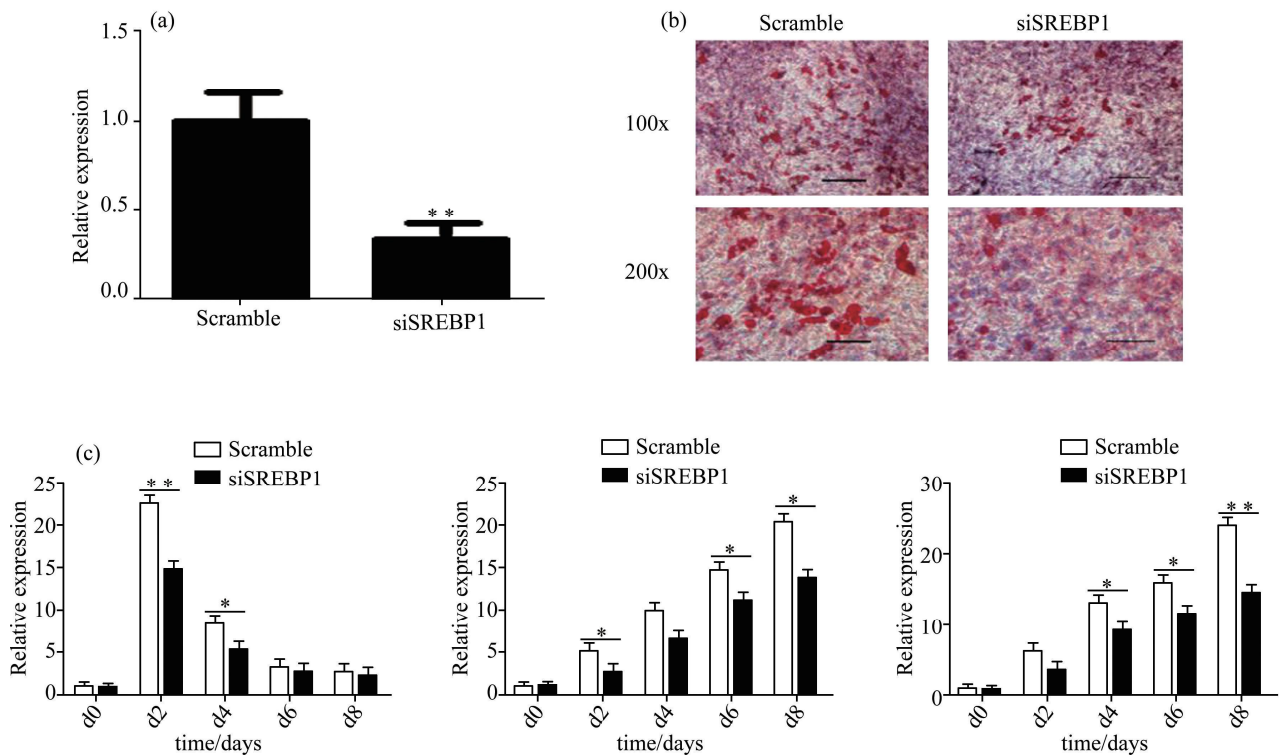 (a)
Relative expression
1.5
1.0
0.5
0.0
* *
Scramble
siSREBP1
(b)
Scramble
siSREBP1
100x
200x
(c)
Scramble
siSREBP1
Relative expression
25
20
15
10
5
0
* *
*
d0
d2
d4
d6
d8
time/days
Scramble
siSREBP1
Relative expression
25
20
15
10
5
0
*
*
*
d0
d2
d4
d6
d8
time/days
Scramble
siSREBP1
Relative expression
30
20
10
0
*
*
* *
d0
d2
d4
d6
d8
time/days